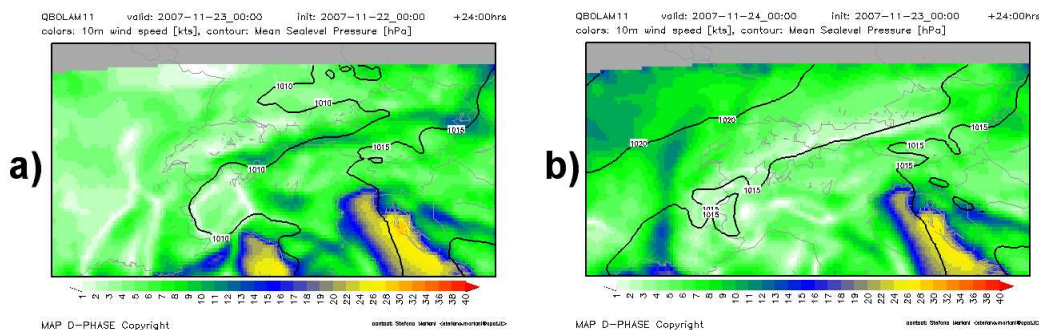 QBOLAM11 valid: 2007-11-23_00:00 init: 2007-11-22_00:00 +24:00hrs
colors: 10m wind speed [kts], contour: Mean Sealevel Pressure [hPa]
a)
1010
1010
1015
1015
1010
1010
1 2 3 4 5 6 7 8 9 10 11 12 13 14 15 16 17 18 19 20 22 24 26 28 30 32 34 36 38 40
MAP D-PHASE Copyright
QBOLAM11 valid: 2007-11-24_00:00 init: 2007-11-23_00:00 +24:00hrs
colors: 10m wind speed [kts], contour: Mean Sealevel Pressure [hPa]
b)
1020
1020
1015
1015
1015
1015
1015
1 2 3 4 5 6 7 8 9 10 11 12 13 14 15 16 17 18 19 20 22 24 26 28 30 32 34 36 38 40
MAP D-PHASE Copyright